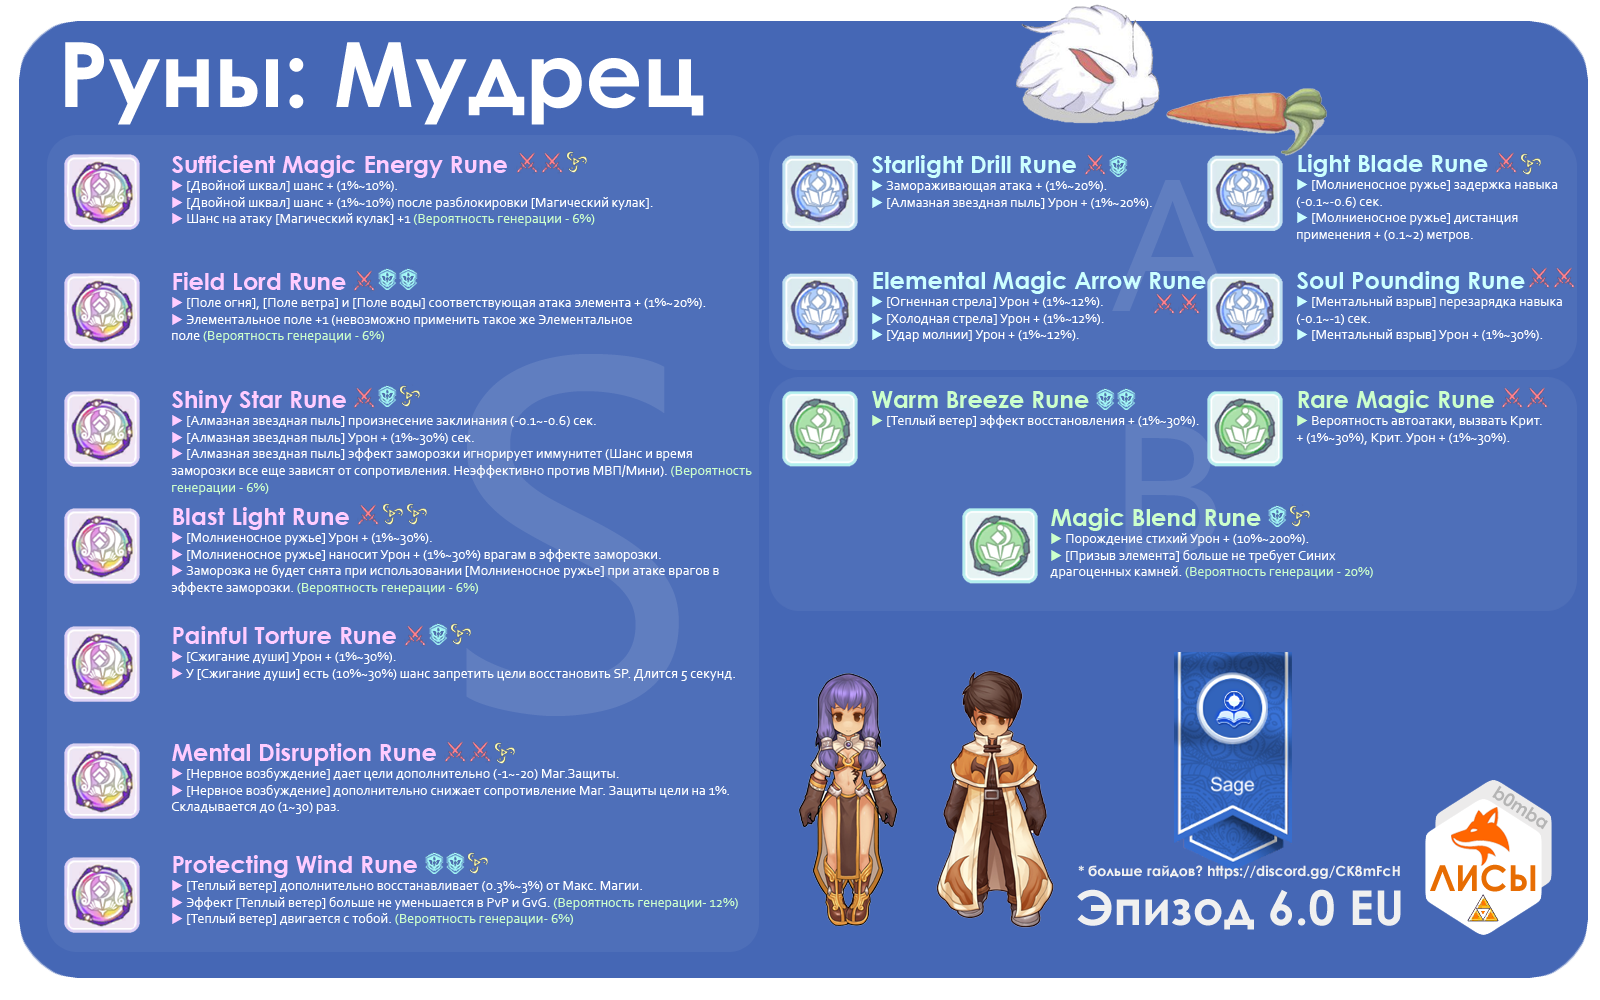 Руны: Мудрец
S
Sufficient Magic Energy Rune
▶ [Двойной шквал] шанс + (1%~10%).
▶ [Двойной шквал] шанс + (1%~10%) после разблокировки [Магический кулак].
▶ Шанс на атаку [Магический кулак] +1 (Вероятность генерации - 6%)
Field Lord Rune
▶ [Поле огня], [Поле ветра] и [Поле воды] соответствующая атака элемента + (1%~20%).
▶ Элементальное поле +1 (невозможно применить такое же Элементальное
поле (Вероятность генерации - 6%)
Shiny Star Rune
▶ [Алмазная звездная пыль] произнесение заклинания (-0.1~-0.6) сек.
▶ [Алмазная звездная пыль] Урон + (1%~30%) сек.
▶ [Алмазная звездная пыль] эффект заморозки игнорирует иммунитет (Шанс и время
заморозки все еще зависят от сопротивления. Неэффективно против МВП/Мини). (Вероятность
генерации - 6%)
Blast Light Rune
▶ [Молниеносное ружье] Урон + (1%~30%).
▶ [Молниеносное ружье] наносит Урон + (1%~30%) врагам в эффекте заморозки.
▶ Заморозка не будет снята при использовании [Молниеносное ружье] при атаке врагов в
эффекте заморозки. (Вероятность генерации - 6%)
Painful Torture Rune
▶ [Сжигание души] Урон + (1%~30%).
▶ У [Сжигание души] есть (10%~30%) шанс запретить цели восстановить SP. Длится 5 секунд.
Mental Disruption Rune
▶ [Нервное возбуждение] дает цели дополнительно (-1~-20) Маг.Защиты.
▶ [Нервное возбуждение] дополнительно снижает сопротивление Маг. Защиты цели на 1%.
Складывается до (1~30) раз.
Protecting Wind Rune
▶ [Теплый ветер] дополнительно восстанавливает (0.3%~3%) от Макс. Магии.
▶ Эффект [Теплый ветер] больше не уменьшается в PvP и GvG. (Вероятность генерации- 12%)
▶ [Теплый ветер] двигается с тобой. (Вероятность генерации- 6%)
A
Starlight Drill Rune
▶ Замораживающая атака + (1%~20%).
▶ [Алмазная звездная пыль] Урон + (1%~20%).
Light Blade Rune
▶ [Молниеносное ружье] задержка навыка
(-0.1~-0.6) сек.
▶ [Молниеносное ружье] дистанция
применения + (0.1~2) метров.
Elemental Magic Arrow Rune
▶ [Огненная стрела] Урон + (1%~12%).
▶ [Холодная стрела] Урон + (1%~12%).
▶ [Удар молнии] Урон + (1%~12%).
Soul Pounding Rune
▶ [Ментальный взрыв] перезарядка навыка
(-0.1~-1) сек.
▶ [Ментальный взрыв] Урон + (1%~30%).
B
Warm Breeze Rune
▶ [Теплый ветер] эффект восстановления + (1%~30%).
Rare Magic Rune
▶ Вероятность автоатаки, вызвать Крит.
+ (1%~30%), Крит. Урон + (1%~30%).
Magic Blend Rune
▶ Порождение стихий Урон + (10%~200%).
▶ [Призыв элемента] больше не требует Синих
драгоценных камней. (Вероятность генерации - 20%)
Sage
* больше гайдов? https://discord.gg/CK8mFcH
Эпизод 6.0 EU
b0mba
ЛИСЫ